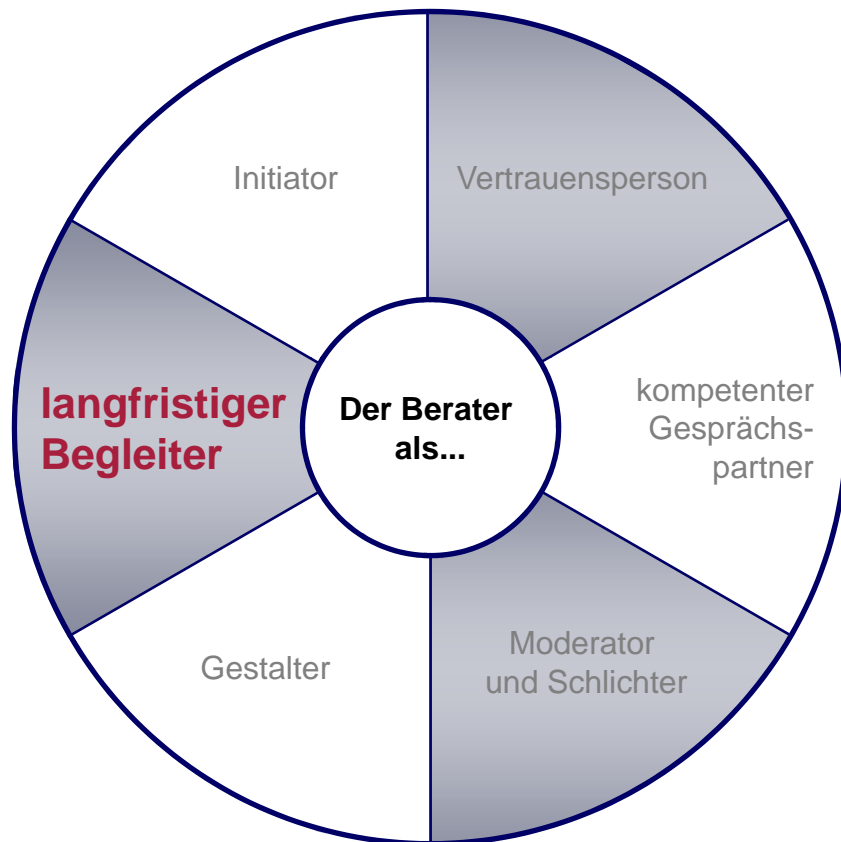 Initiator
Vertrauensperson
langfristiger
Begleiter
Der Berater
als...
kompetenter
Gesprächs-
partner
Gestalter
Moderator
und Schlichter